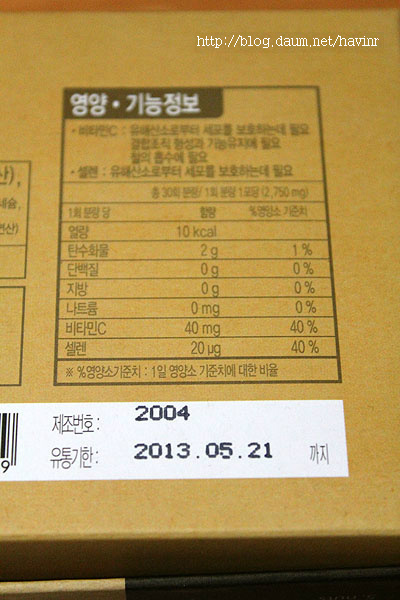 http://blog.daum.net/havinr
영양·기능정보
· 비타민C : 유해산소로부터 세포를 보호하는데 필요
결합조직 형성과 기능유지에 필요
철의 흡수에 필요
· 셀렌 : 유해산소로부터 세포를 보호하는데 필요
총 30회 분량/ 1회 분량 1포당 (2,750 mg)
1회 분량 당 함량 %영양소 기준치
열량 10 kcal
탄수화물 2 g 1 %
단백질 0 g 0 %
지방 0 g 0 %
나트륨 0 mg 0 %
비타민C 40 mg 40 %
셀렌 20 μg 40 %
※ %영양소기준치 : 1일 영양소 기준치에 대한 비율
제조번호 : 2004
유통기한 : 2013.05.21 까지
9